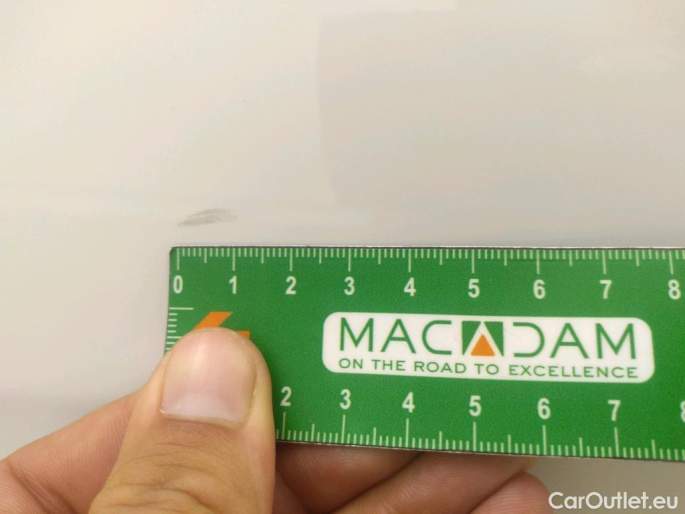 0 1 2 3 4 5 6 7 8
MACADAM
ON THE ROAD TO EXCELLENCE
2 3 4 5 6 7
CarOutlet.eu